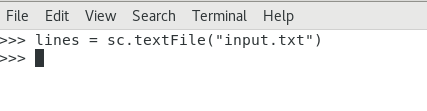 File Edit View Search Terminal Help
>>> lines = sc.textFile("input.txt")
>>>